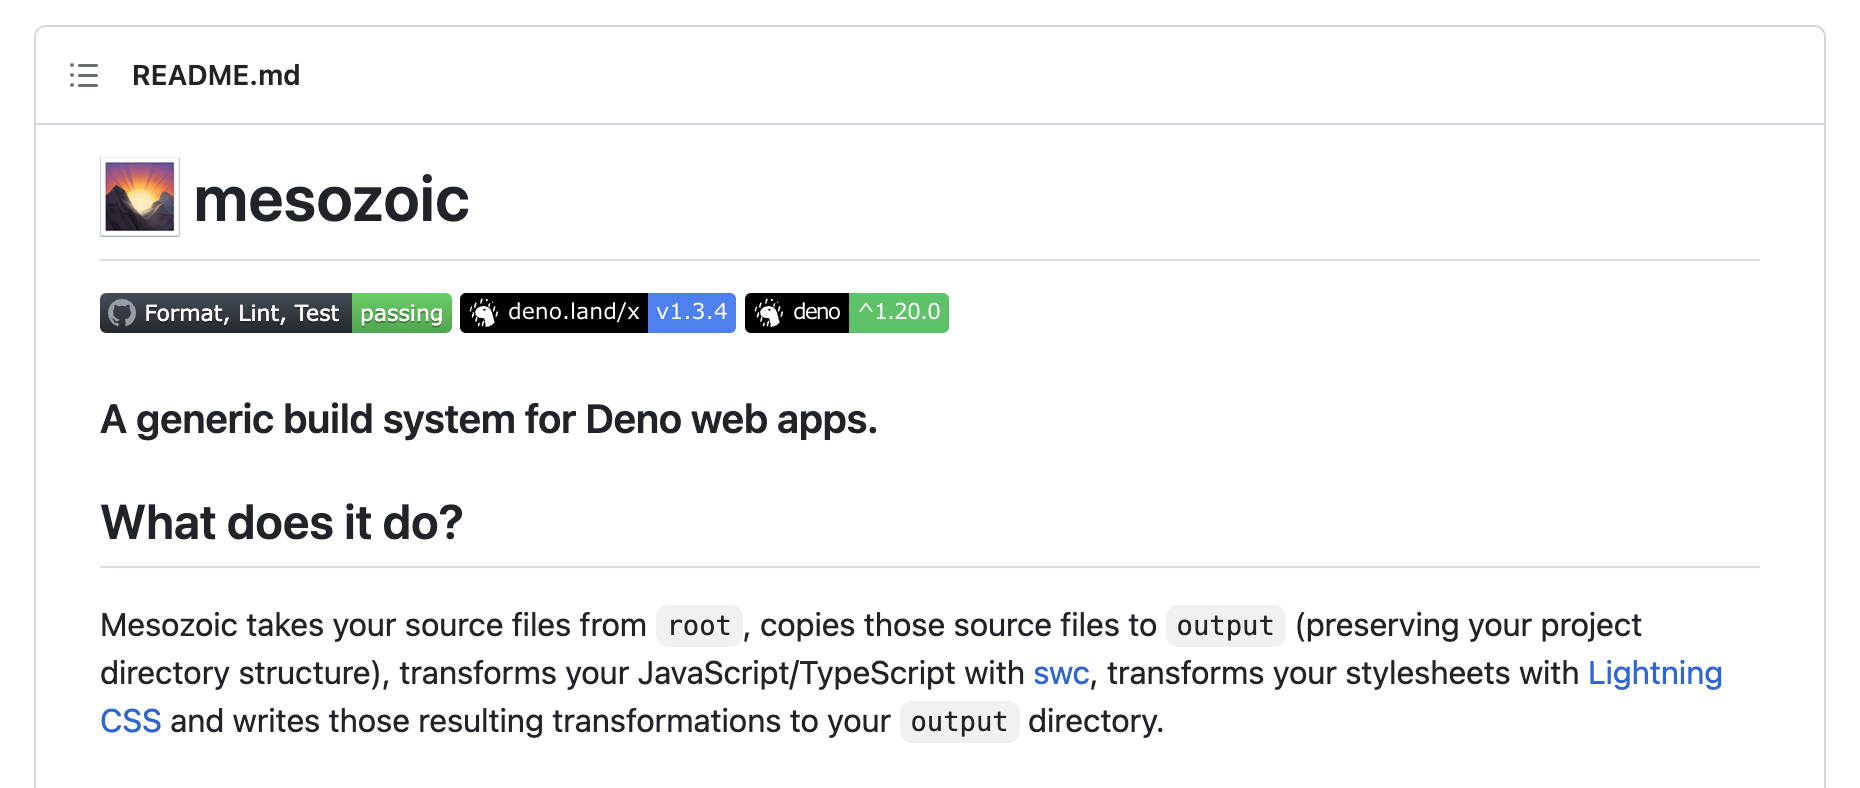 README.md
mesozoic
Format, Lint, Test passing deno.land/x v1.3.4 deno ^1.20.0
A generic build system for Deno web apps.
What does it do?
Mesozoic takes your source files from root, copies those source files to output (preserving your project
directory structure), transforms your JavaScript/TypeScript with swc, transforms your stylesheets with Lightning
CSS and writes those resulting transformations to your output directory.